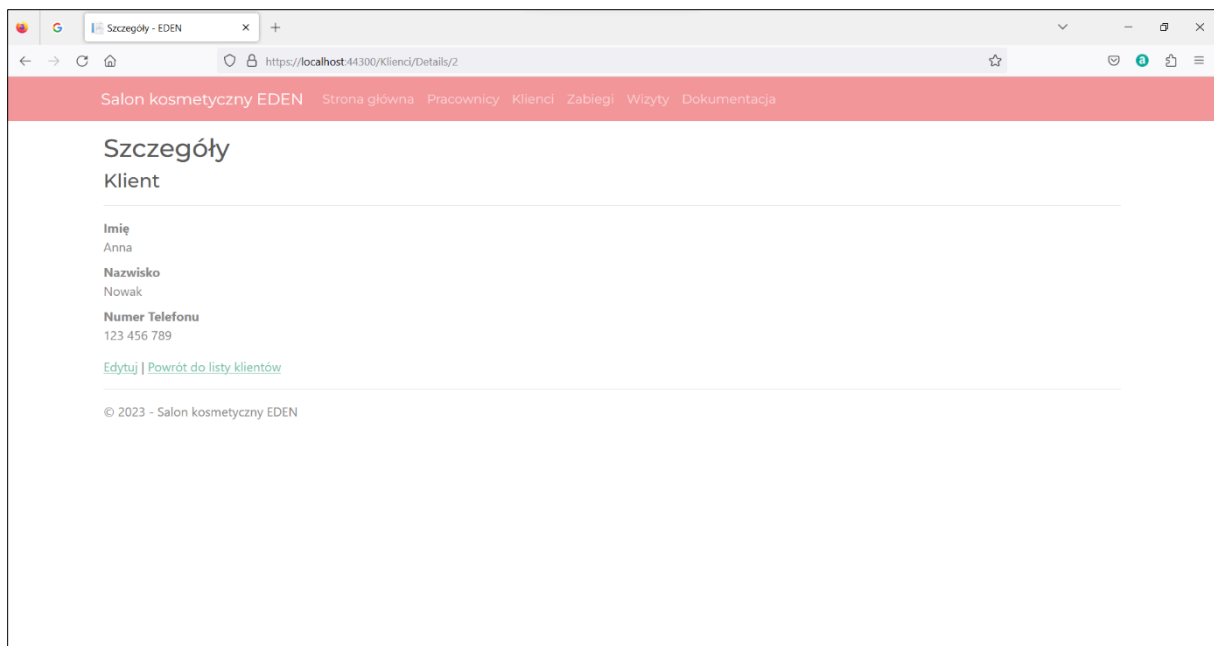 Szczegóły - EDEN
https://localhost:44300/Klienci/Details/2
Salon kosmetyczny EDEN Strona główna Pracownicy Klienci Zabiegi Wizyty Dokumentacja
Szczegóły
Klient
Imię
Anna
Nazwisko
Nowak
Numer Telefonu
123 456 789
Edytuj | Powrót do listy klientów
© 2023 - Salon kosmetyczny EDEN